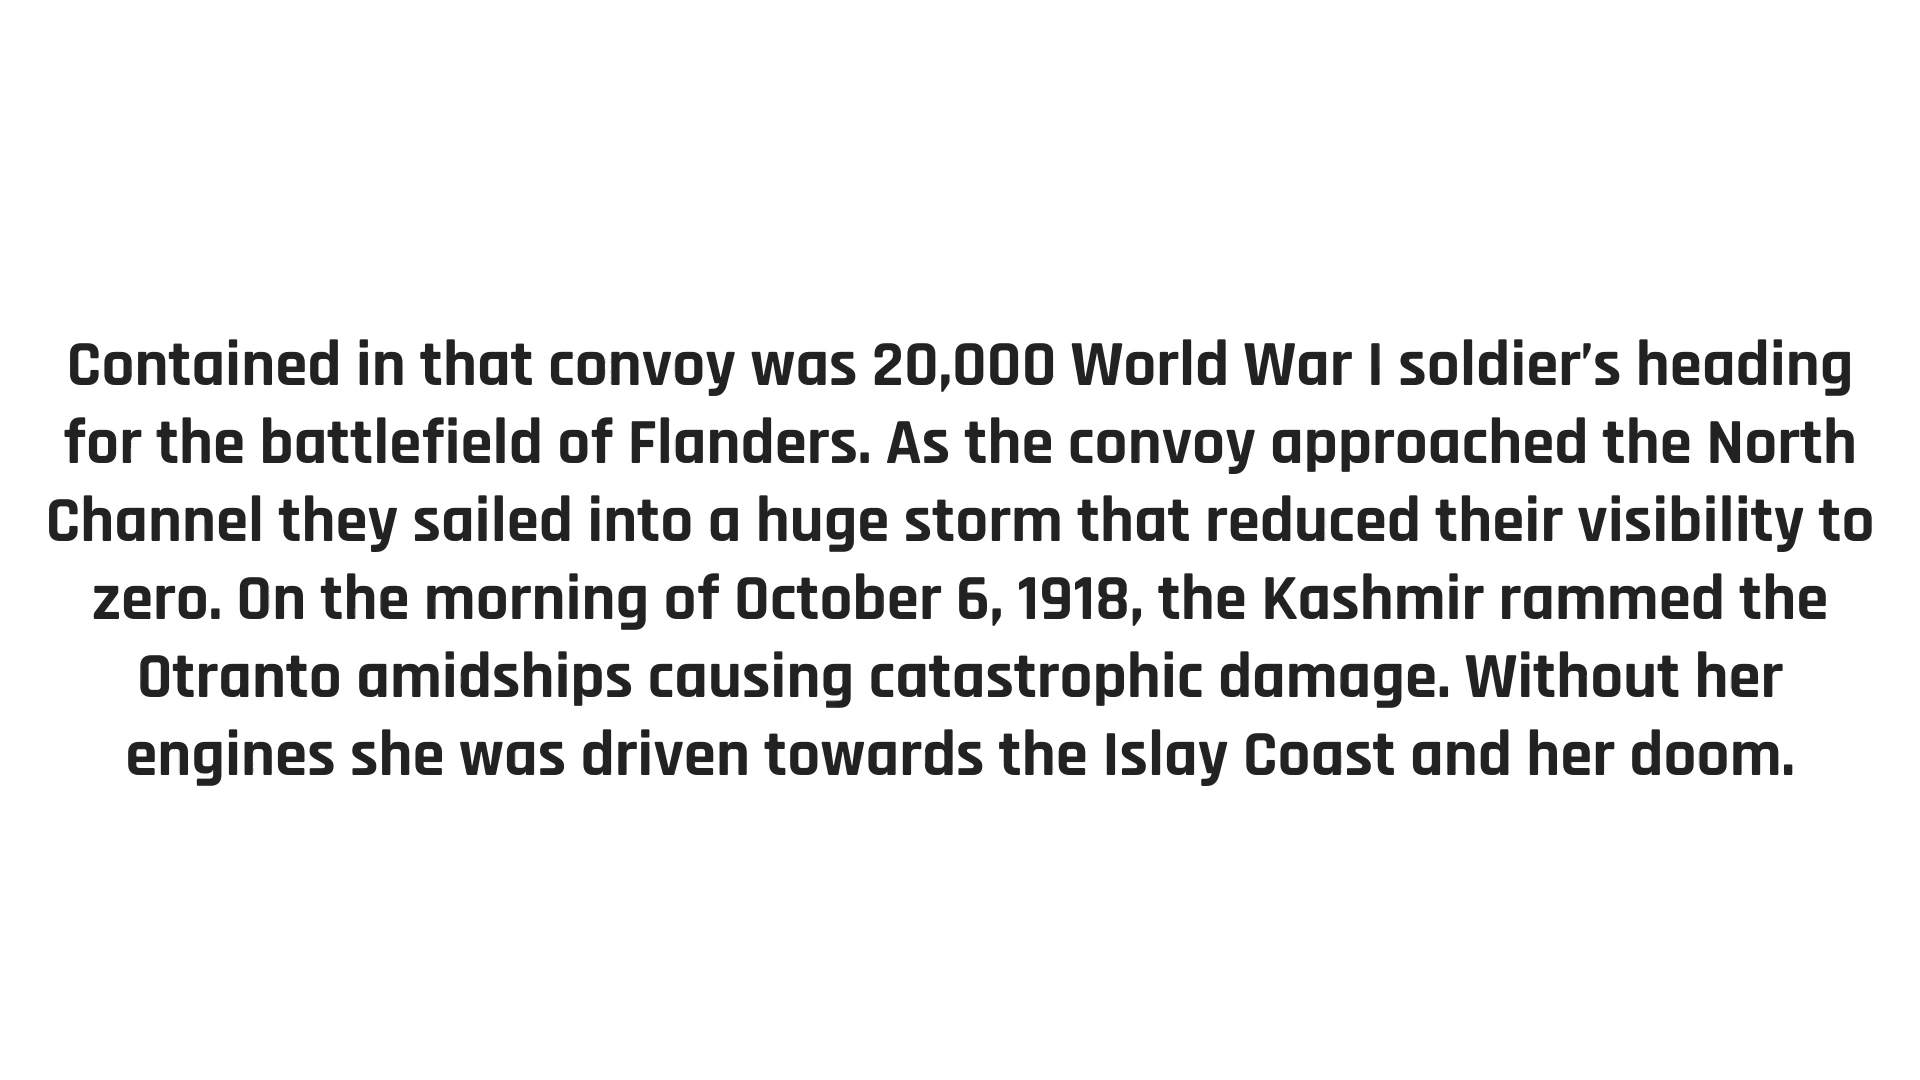 Contained in that convoy was 20,000 World War I soldier’s heading
for the battlefield of Flanders. As the convoy approached the North
Channel they sailed into a huge storm that reduced their visibility to
zero. On the morning of October 6, 1918, the Kashmir rammed the
Otranto amidships causing catastrophic damage. Without her
engines she was driven towards the Islay Coast and her doom.